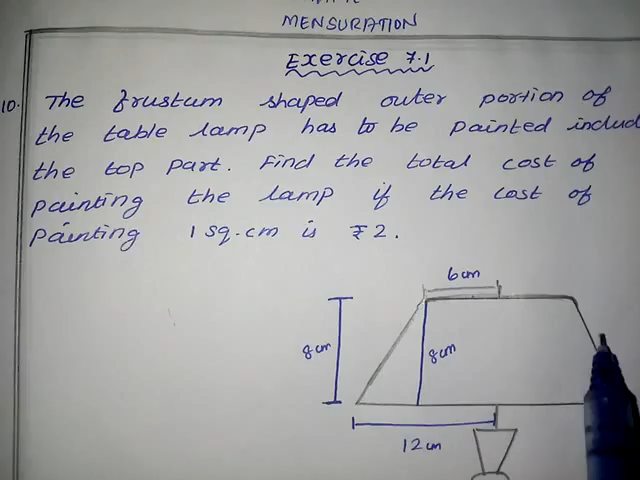 MENSURATION
Exercise 7.1
10. The frustum shaped outer portion of
the table lamp has to be painted includ
the top part. Find the total cost of
painting the lamp if the cost of
painting 1 sq.cm is ₹2.
6cm
8cm
8cm
12cm